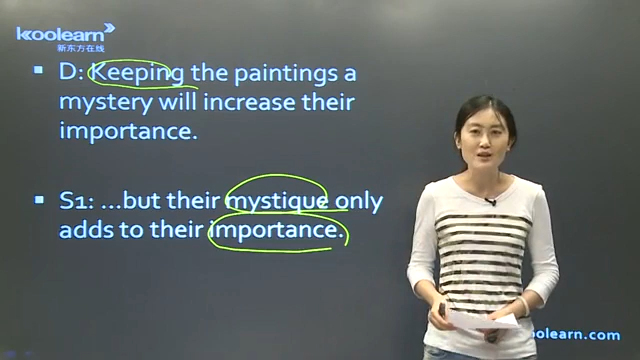 koolearn
新东方在线
D: Keeping the paintings a
mystery will increase their
importance.
S1: ...but their mystique only
adds to their importance.
oolearn.com